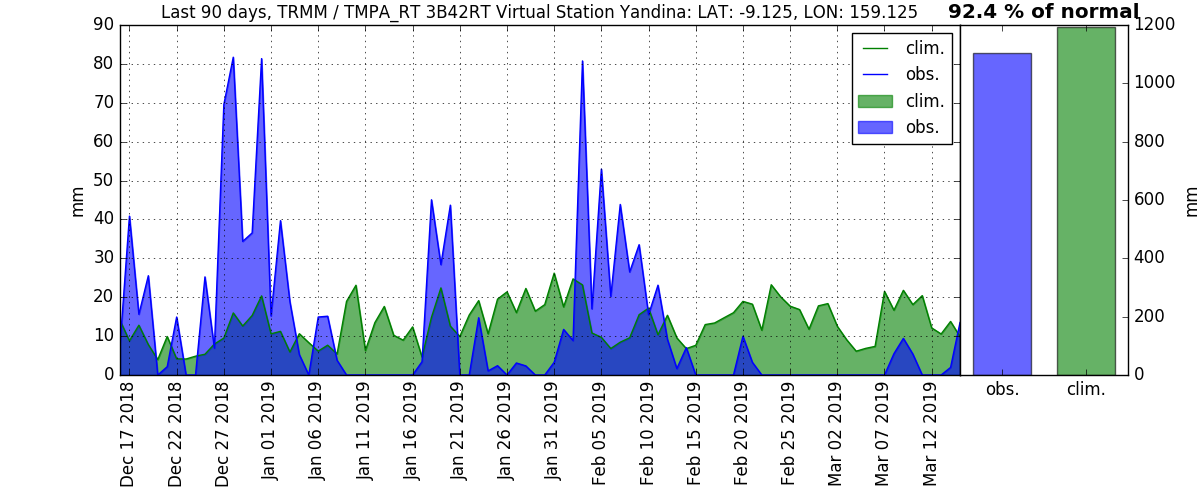 Last 90 days, TRMM / TMPA_RT 3B42RT Virtual Station Yandina: LAT: -9.125, LON: 159.125
92.4 % of normal
90
80
70
60
50
40
30
20
10
0
mm
clim.
obs.
clim.
obs.
Dec 17 2018
Dec 22 2018
Dec 27 2018
Jan 01 2019
Jan 06 2019
Jan 11 2019
Jan 16 2019
Jan 21 2019
Jan 26 2019
Jan 31 2019
Feb 05 2019
Feb 10 2019
Feb 15 2019
Feb 20 2019
Feb 25 2019
Mar 02 2019
Mar 07 2019
Mar 12 2019
1200
1000
800
600
400
200
0
mm
obs.
clim.